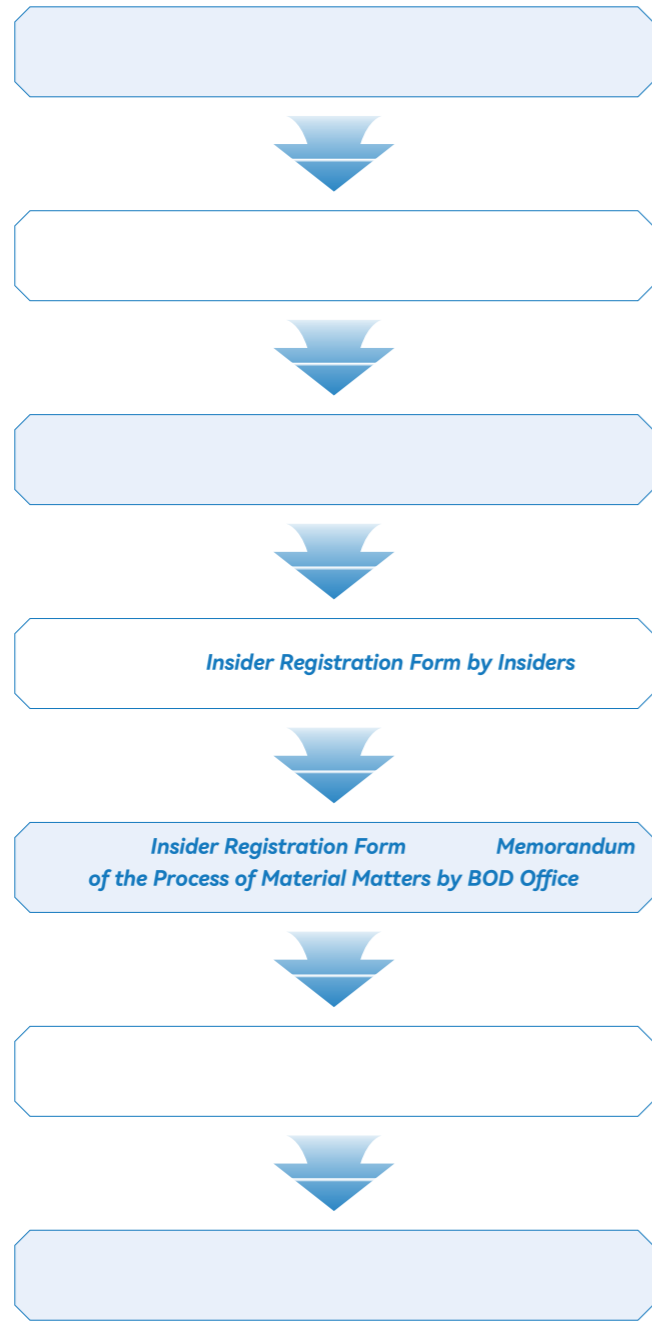 Insider Registration Form by Insiders
Insider Registration Form Memorandum
of the Process of Material Matters by BOD Office